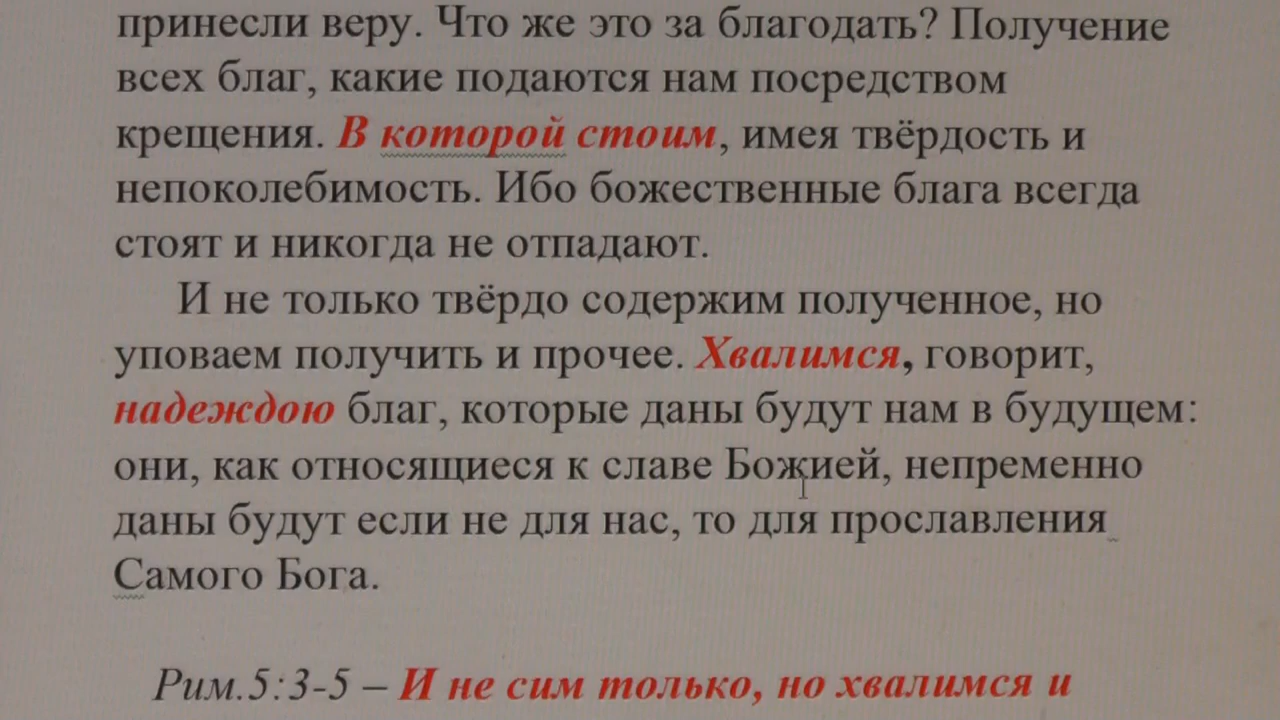 принесли веру. Что же это за благодать? Получение
всех благ, какие подаются нам посредством
крещения. В которой стоим, имея твёрдость и
непоколебимость. Ибо божественные блага всегда
стоят и никогда не отпадают.
И не только твёрдо содержим полученное, но
уповаем получить и прочее. Хвалимся, говорит,
надеждою благ, которые даны будут нам в будущем:
они, как относящиеся к славе Божией, непременно
даны будут если не для нас, то для прославления
Самого Бога.
Рим.5:3-5 – И не сим только, но хвалимся и